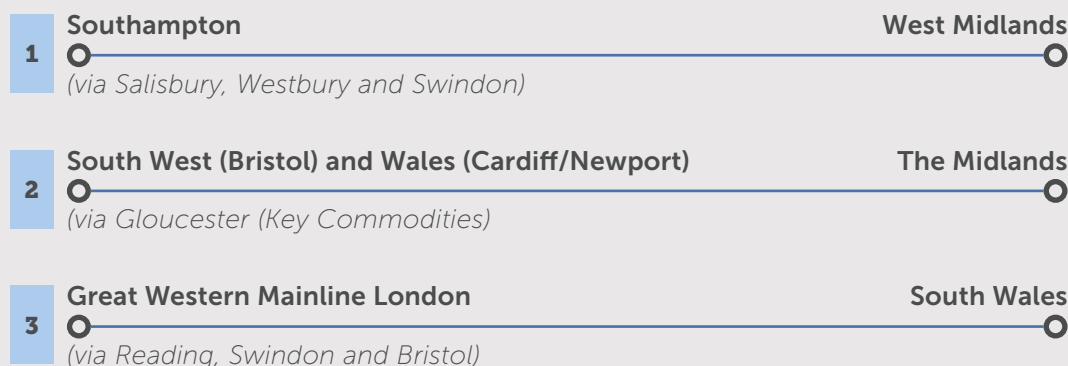 Southampton West Midlands
1
(via Salisbury, Westbury and Swindon)
South West (Bristol) and Wales (Cardiff/Newport) The Midlands
2
(via Gloucester (Key Commodities)
Great Western Mainline London South Wales
3
(via Reading, Swindon and Bristol)